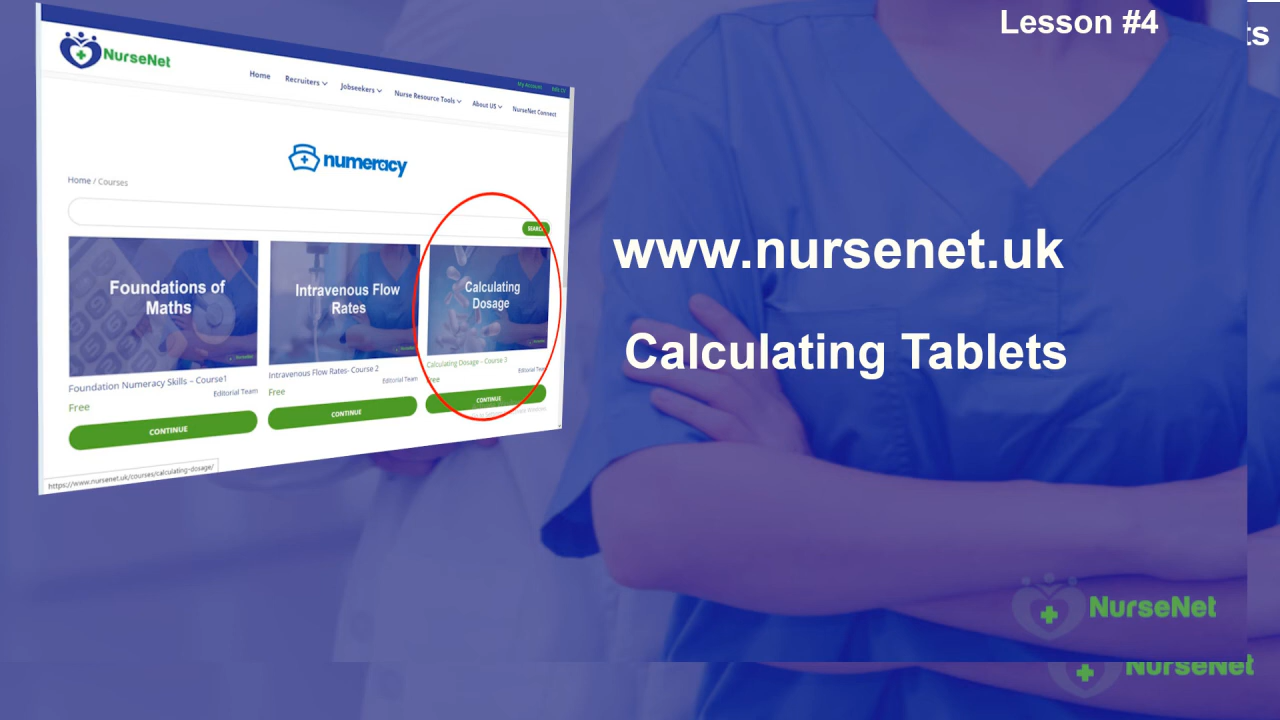 Lesson #4
ts
NurseNet
My Account
Home
Recruiters
Jobseekers
Nurse Resource Tools
About US
NurseNet Connect
numeracy
Home / Courses
SEARCH
Foundations of
Maths
Intravenous Flow
Rates
Calculating
Dosage
Foundation Numeracy Skills – Course1
Editorial Team
Free
CONTINUE
Intravenous Flow Rates- Course 2
Editorial Team
Free
CONTINUE
Calculating Dosage - Course 3
Editorial Team
Free
CONTINUE
https://www.nursenet.uk/courses/calculating-dosage/
www.nursenet.uk
Calculating Tablets
NurseNet
NurseNet